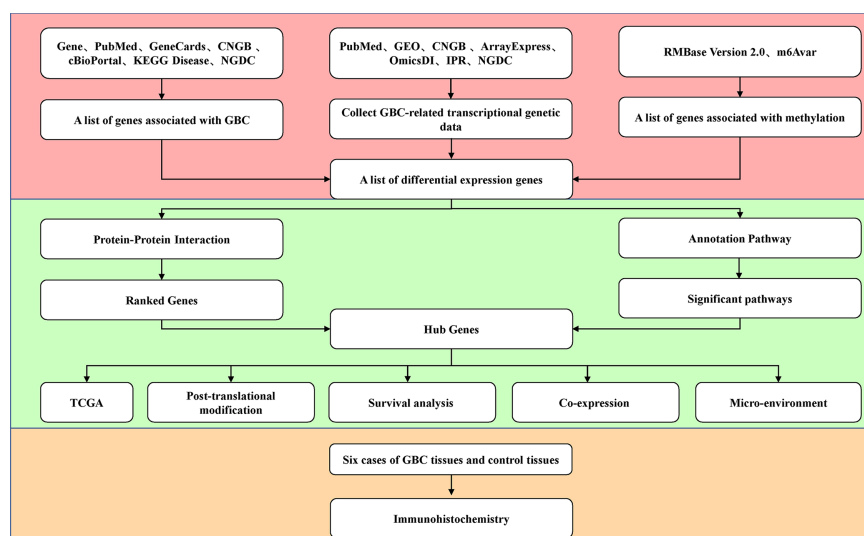 Gene、PubMed、GeneCards、CNGB 、
cBioPortal、KEGG Disease、NGDC
PubMed、GEO、CNGB 、ArrayExpress、
OmicsDI、IPR、NGDC
RMBase Version 2.0、m6Avar
A list of genes associated with GBC
Collect GBC-related transcriptional genetic
data
A list of genes associated with methylation
A list of differential expression genes
Protein-Protein Interaction
Annotation Pathway
Ranked Genes
Significant pathways
Hub Genes
TCGA
Post-translational
modification
Survival analysis
Co-expression
Micro-environment
Six cases of GBC tissues and control tissues
Immunohistochemistry